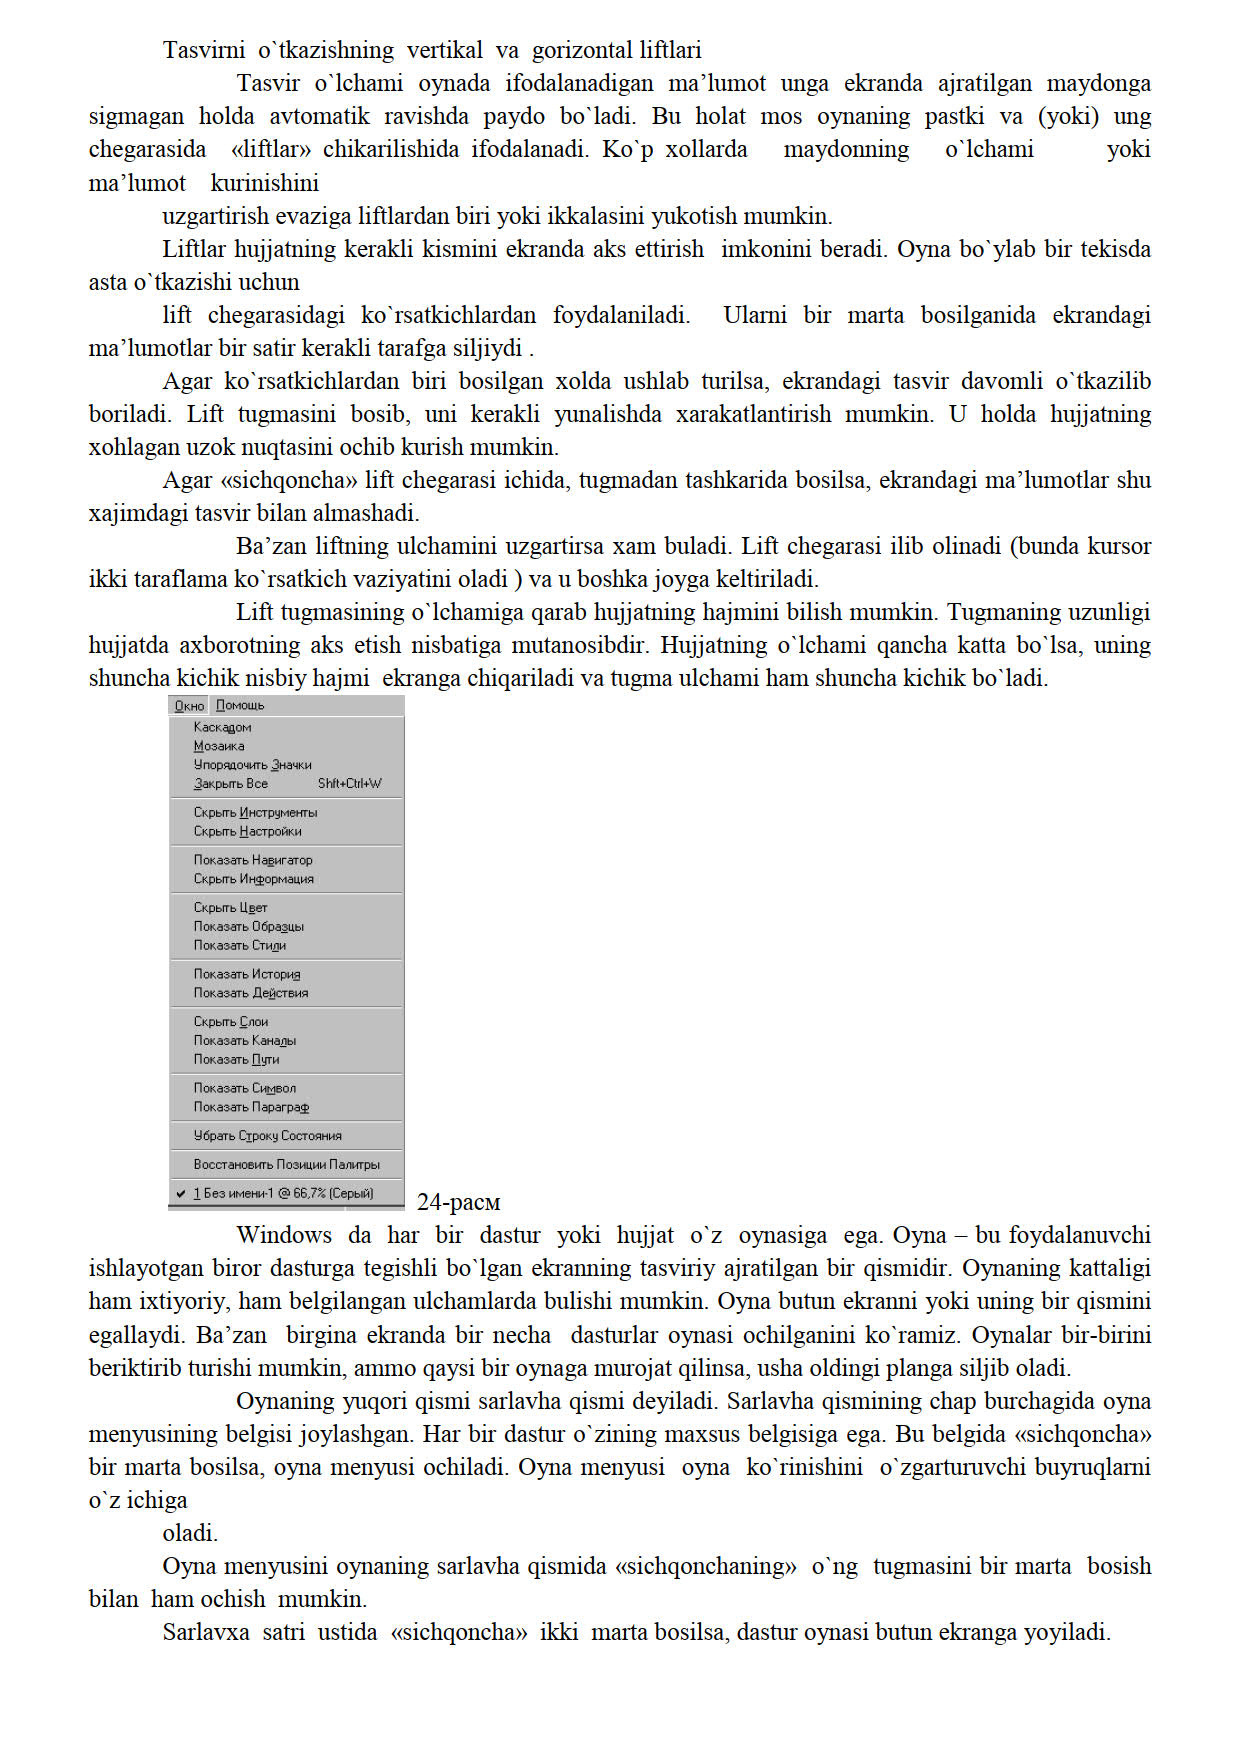 Tasvirni o`tkazishning vertikal va gorizontal liftlari
Tasvir o`lchami oynada ifodalanadigan ma’lumot unga ekranda ajratilgan maydonga
sigmagan holda avtomatik ravishda paydo bo`ladi. Bu holat mos oynaning pastki va (yoki) ung
chegarasida «liftlar» chikarilishida ifodalanadi. Ko`p xollarda maydonning o`lchami yoki
ma’lumot kurinishini
uzgartirish evaziga liftlardan biri yoki ikkalasini yukotish mumkin.
Liftlar hujjatning kerakli kismini ekranda aks ettirish imkonini beradi. Oyna bo`ylab bir tekisda
asta o`tkazishi uchun
lift chegarasidagi ko`rsatkichlardan foydalaniladi. Ularni bir marta bosilganida ekrandagi
ma’lumotlar bir satir kerakli tarafga siljiydi .
Agar ko`rsatkichlardan biri bosilgan xolda ushlab turilsa, ekrandagi tasvir davomli o`tkazilib
boriladi. Lift tugmasini bosib, uni kerakli yunalishda xarakatlantirish mumkin. U holda hujjatning
xohlagan uzok nuqtasini ochib kurish mumkin.
Agar «sichqoncha» lift chegarasi ichida, tugmadan tashkarida bosilsa, ekrandagi ma’lumotlar shu
xajimdagi tasvir bilan almashadi.
Ba’zan liftning ulchamini uzgartirsa xam buladi. Lift chegarasi ilib olinadi (bunda kursor
ikki taraflama ko`rsatkich vaziyatini oladi ) va u boshka joyga keltiriladi.
Lift tugmasining o`lchamiga qarab hujjatning hajmini bilish mumkin. Tugmaning uzunligi
hujjatda axborotning aks etish nisbatiga mutanosibdir. Hujjatning o`lchami qancha katta bo`lsa, uning
shuncha kichik nisbiy hajmi ekranga chiqariladi va tugma ulchami ham shuncha kichik bo`ladi.
Окно Помощь
Каскадом
Мозаика
Упорядочить Значки
Закрыть Все Shft+Ctrl+W
Скрыть Инструменты
Скрыть Настройки
Показать Навигатор
Скрыть Информация
Скрыть Цвет
Показать Образцы
Показать Стили
Показать История
Показать Действия
Скрыть Слои
Показать Каналы
Показать Пути
Показать Символ
Показать Параграф
Убрать Строку Состояния
Восстановить Позиции Палитры
✔ 1 Без имени-1 @ 66,7% (Серый)
24-расм
Windows da har bir dastur yoki hujjat o`z oynasiga ega. Oyna – bu foydalanuvchi
ishlayotgan biror dasturga tegishli bo`lgan ekranning tasviriy ajratilgan bir qismidir. Oynaning kattaligi
ham ixtiyoriy, ham belgilangan ulchamlarda bulishi mumkin. Oyna butun ekranni yoki uning bir qismini
egallaydi. Ba’zan birgina ekranda bir necha dasturlar oynasi ochilganini ko`ramiz. Oynalar bir-birini
beriktirib turishi mumkin, ammo qaysi bir oynaga murojat qilinsa, usha oldingi planga siljib oladi.
Oynaning yuqori qismi sarlavha qismi deyiladi. Sarlavha qismining chap burchagida oyna
menyusining belgisi joylashgan. Har bir dastur o`zining maxsus belgisiga ega. Bu belgida «sichqoncha»
bir marta bosilsa, oyna menyusi ochiladi. Oyna menyusi oyna ko`rinishini o`zgarturuvchi buyruqlarni
o`z ichiga
oladi.
Oyna menyusini oynaning sarlavha qismida «sichqonchaning» o`ng tugmasini bir marta bosish
bilan ham ochish mumkin.
Sarlavxa satri ustida «sichqoncha» ikki marta bosilsa, dastur oynasi butun ekranga yoyiladi.